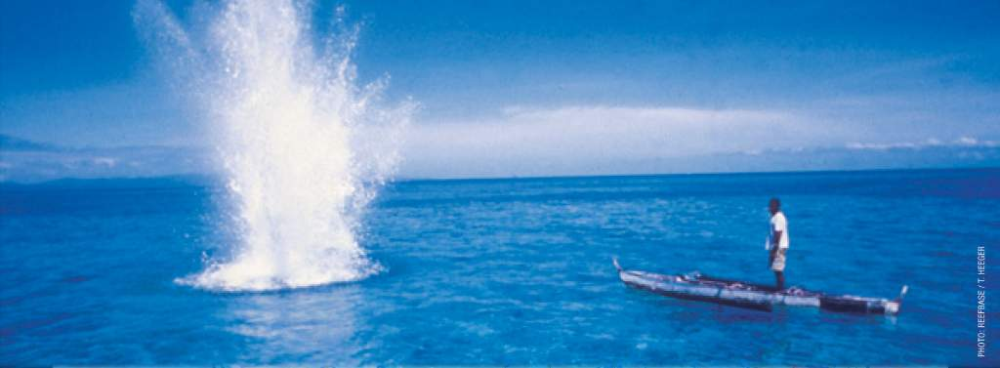 PHOTO: REEFBASE / T. HEEGER